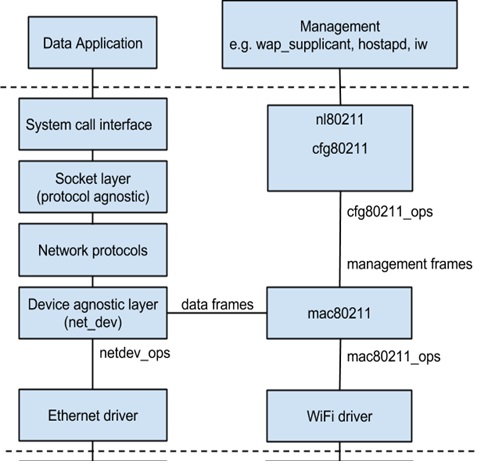 Data Application
Management
e.g. wap_supplicant, hostapd, iw
System call interface
Socket layer
(protocol agnostic)
Network protocols
Device agnostic layer
(net_dev)
netdev_ops
Ethernet driver
data frames
nl80211
cfg80211
cfg80211_ops
management frames
mac80211
mac80211_ops
WiFi driver